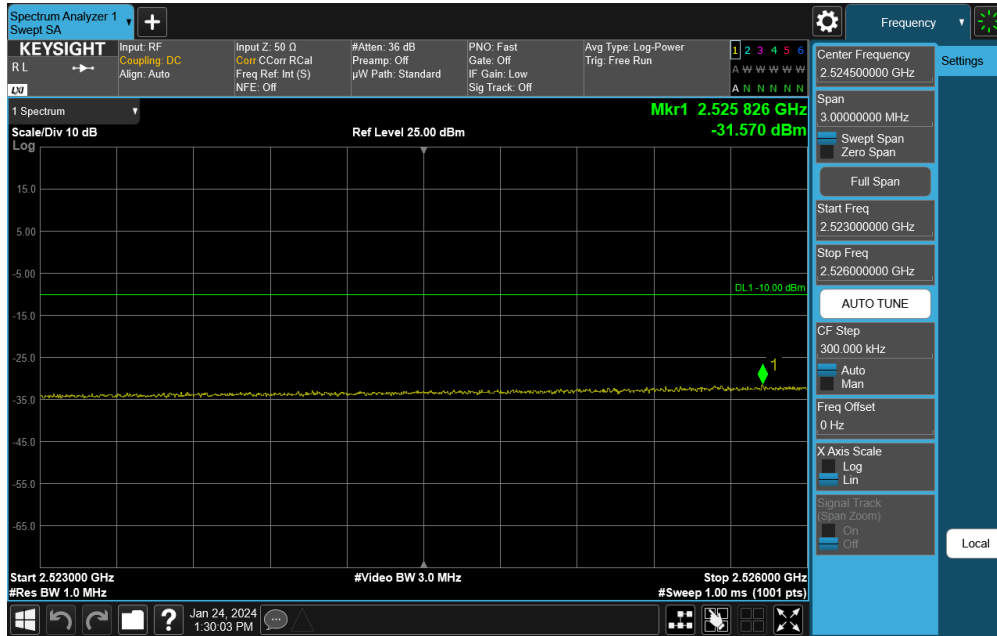 Spectrum Analyzer 1
Swept SA
+
Frequency
KEYSIGHT
R L
LXI
Input: RF
Coupling: DC
Align: Auto
Input Z: 50 Ω
Corr CCorr RCal
Freq Ref: Int (S)
NFE: Off
#Atten: 36 dB
Preamp: Off
µW Path: Standard
PNO: Fast
Gate: Off
IF Gain: Low
Sig Track: Off
Avg Type: Log-Power
Trig: Free Run
1 2 3 4 5 6
A W W W W W
A N N N N N
1 Spectrum
Scale/Div 10 dB
Log
Ref Level 25.00 dBm
Mkr1 2.525 826 GHz
-31.570 dBm
15.0
5.00
-5.00
-15.0
-25.0
-35.0
-45.0
-55.0
-65.0
DL1 -10.00 dBm
1
Start 2.523000 GHz
#Res BW 1.0 MHz
#Video BW 3.0 MHz
Stop 2.526000 GHz
#Sweep 1.00 ms (1001 pts)
Center Frequency
2.524500000 GHz
Span
3.00000000 MHz
Swept Span
Zero Span
Full Span
Start Freq
2.523000000 GHz
Stop Freq
2.526000000 GHz
AUTO TUNE
CF Step
300.000 kHz
Auto
Man
Freq Offset
0 Hz
X Axis Scale
Log
Lin
Signal Track
(Span Zoom)
On
Off
Settings
Local
?
Jan 24, 2024
1:30:03 PM